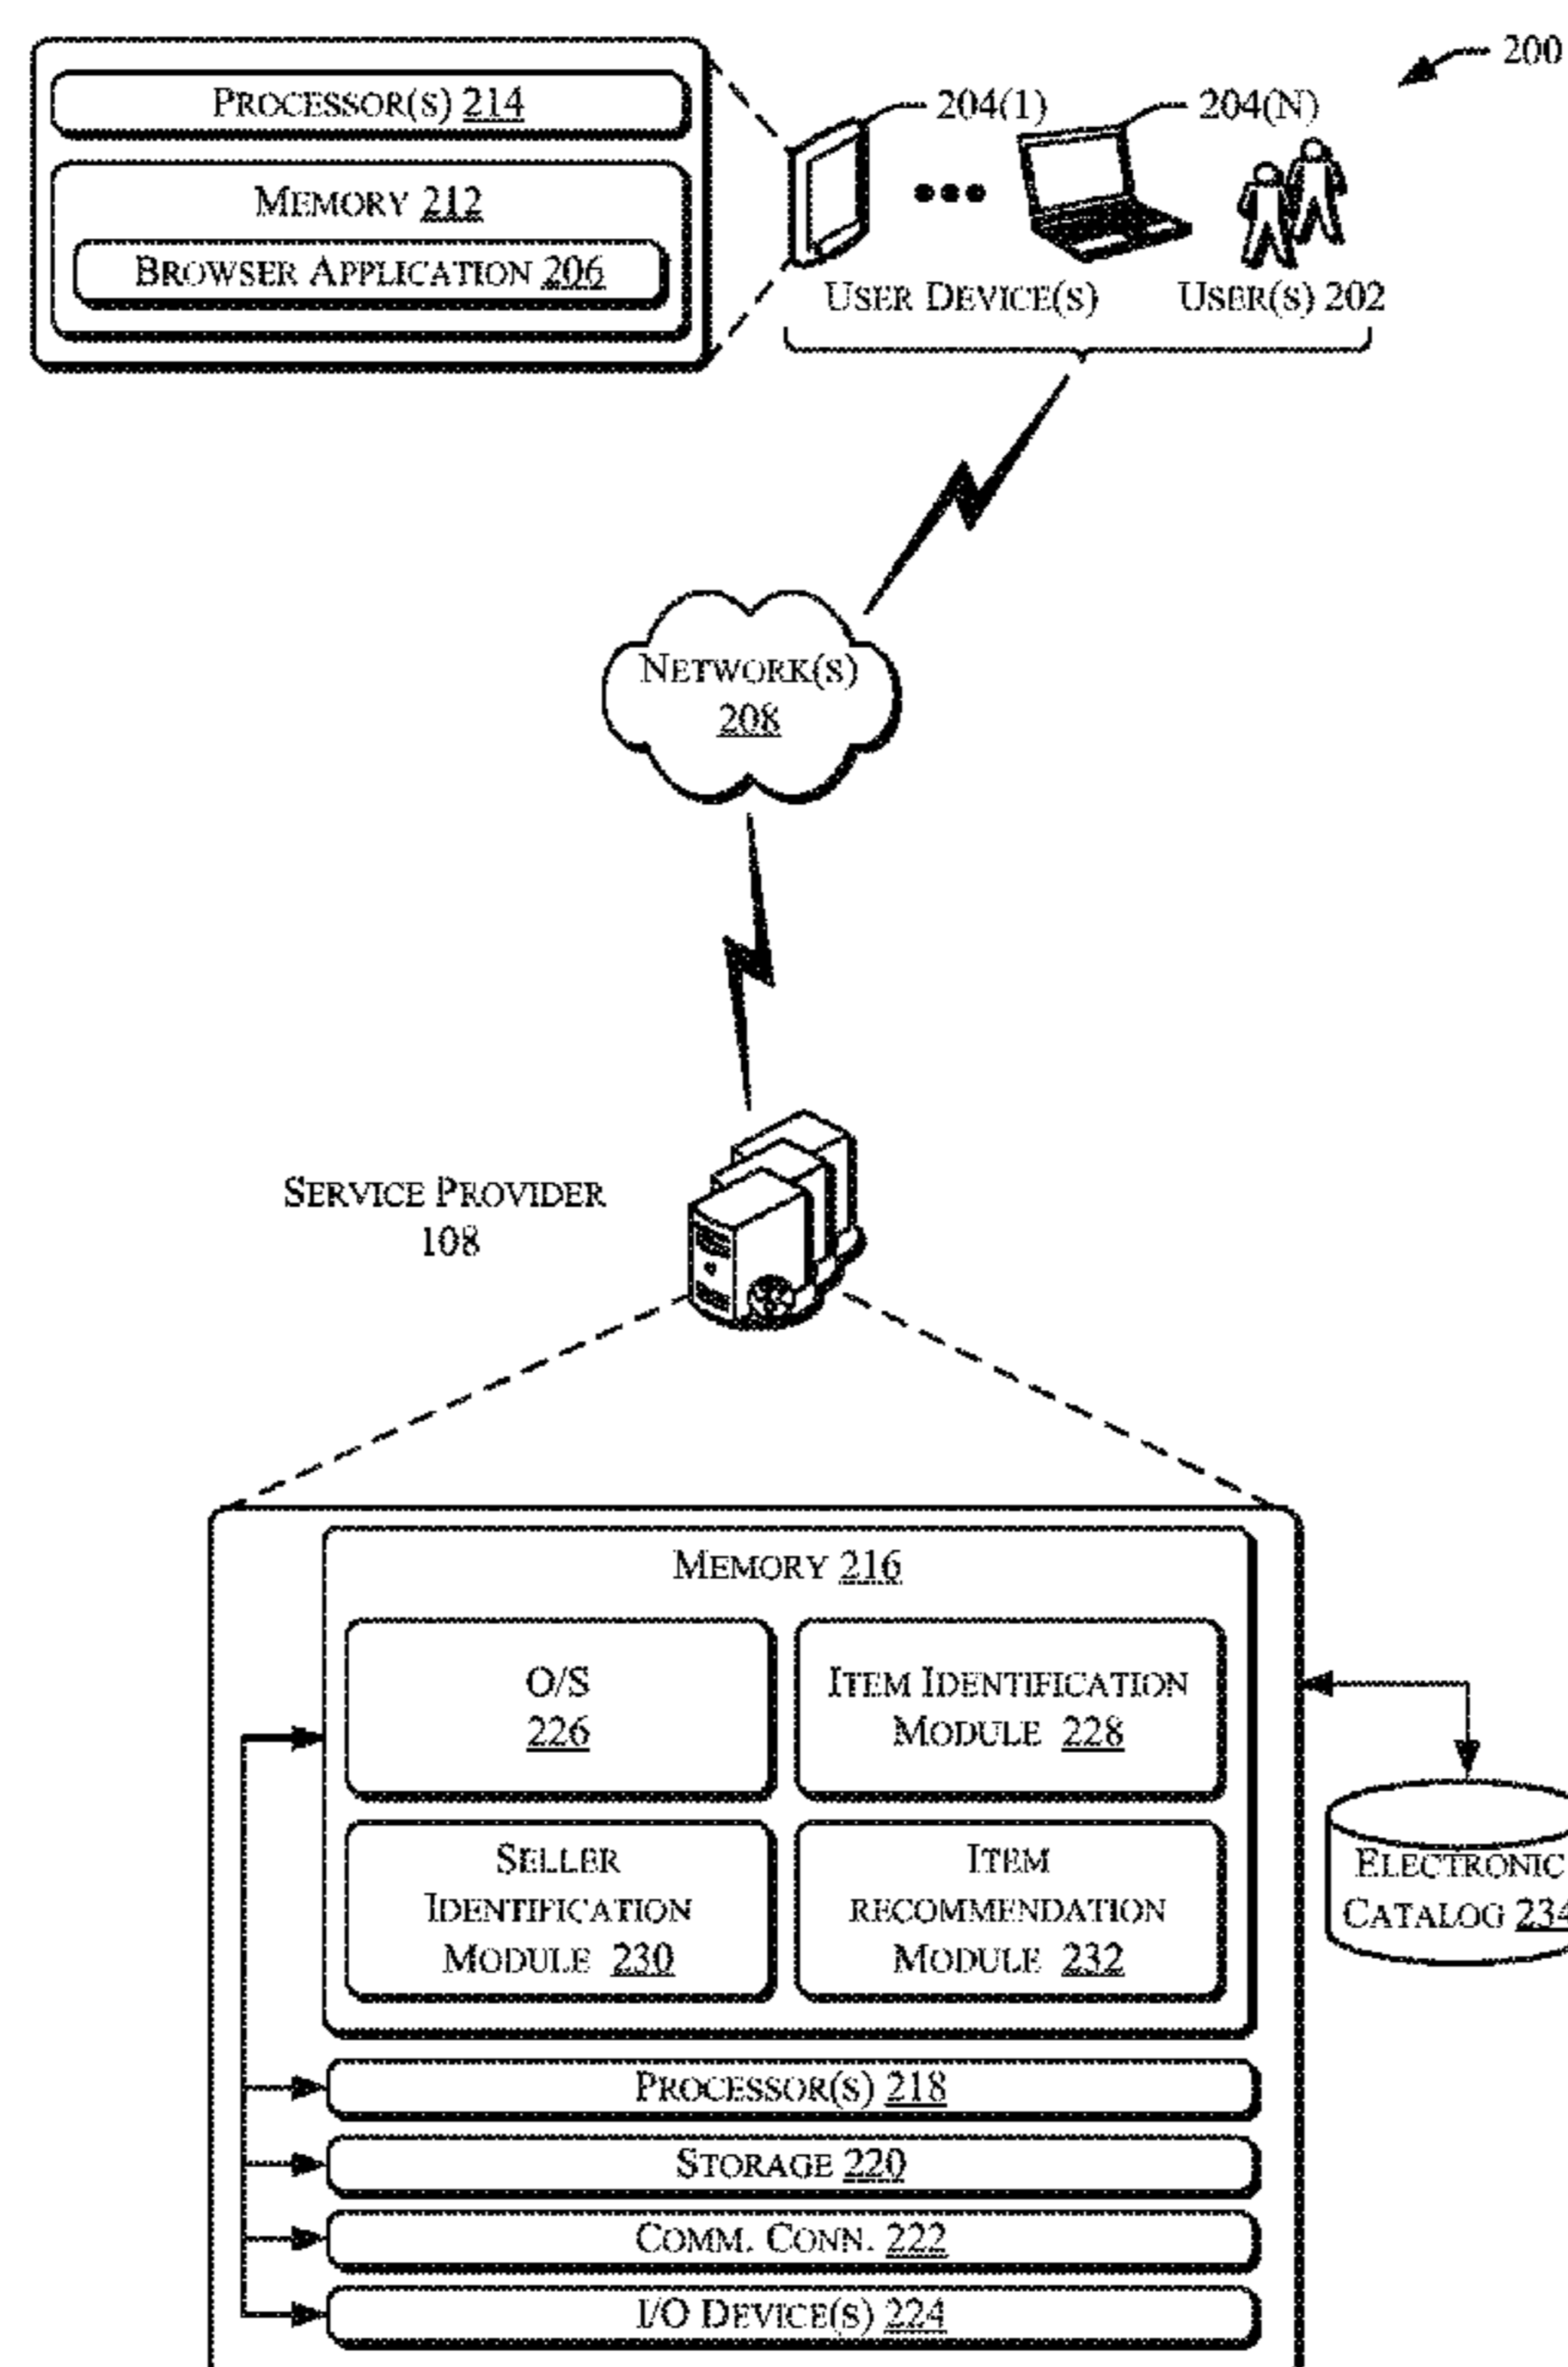 200
PROCESSOR(S) 214
204(1)
204(N)
MEMORY 212
BROWSER APPLICATION 206
USER DEVICE(S)
USER(S) 202
NETWORK(S)
208
SERVICE PROVIDER
108
MEMORY 216
O/S
226
ITEM IDENTIFICATION
MODULE 228
SELLER
IDENTIFICATION
MODULE 230
ITEM
RECOMMENDATION
MODULE 232
ELECTRONIC
CATALOG 234
PROCESSOR(S) 218
STORAGE 220
COMM. CONN. 222
I/O DEVICE(S) 224